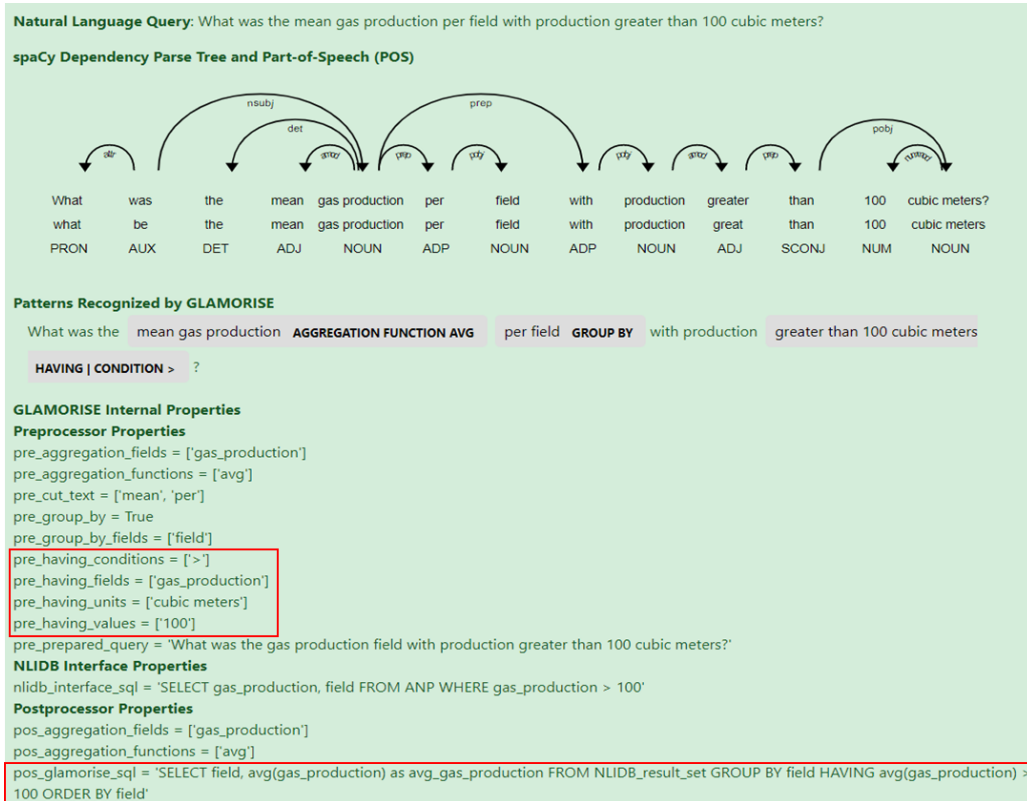 Natural Language Query: What was the mean gas production per field with production greater than 100 cubic meters?
spaCy Dependency Parse Tree and Part-of-Speech (POS)
nsubj prep
det pobj
attr amod prep pobj pobj amod prep nummod
What was the mean gas production per field with production greater than 100 cubic meters?
what be the mean gas production per field with production great than 100 cubic meters
PRON AUX DET ADJ NOUN ADP NOUN ADP NOUN ADJ SCONJ NUM NOUN
Patterns Recognized by GLAMORISE
What was the mean gas production AGGREGATION FUNCTION AVG per field GROUP BY with production greater than 100 cubic meters
HAVING | CONDITION > ?
GLAMORISE Internal Properties
Preprocessor Properties
pre_aggregation_fields = ['gas_production']
pre_aggregation_functions = ['avg']
pre_cut_text = ['mean', 'per']
pre_group_by = True
pre_group_by_fields = ['field']
pre_having_conditions = ['>']
pre_having_fields = ['gas_production']
pre_having_units = ['cubic meters']
pre_having_values = ['100']
pre_prepared_query = 'What was the gas production field with production greater than 100 cubic meters?'
NLIDB Interface Properties
nlidb_interface_sql = 'SELECT gas_production, field FROM ANP WHERE gas_production > 100'
Postprocessor Properties
pos_aggregation_fields = ['gas_production']
pos_aggregation_functions = ['avg']
pos_glamorise_sql = 'SELECT field, avg(gas_production) as avg_gas_production FROM NLIDB_result_set GROUP BY field HAVING avg(gas_production) >
100 ORDER BY field'